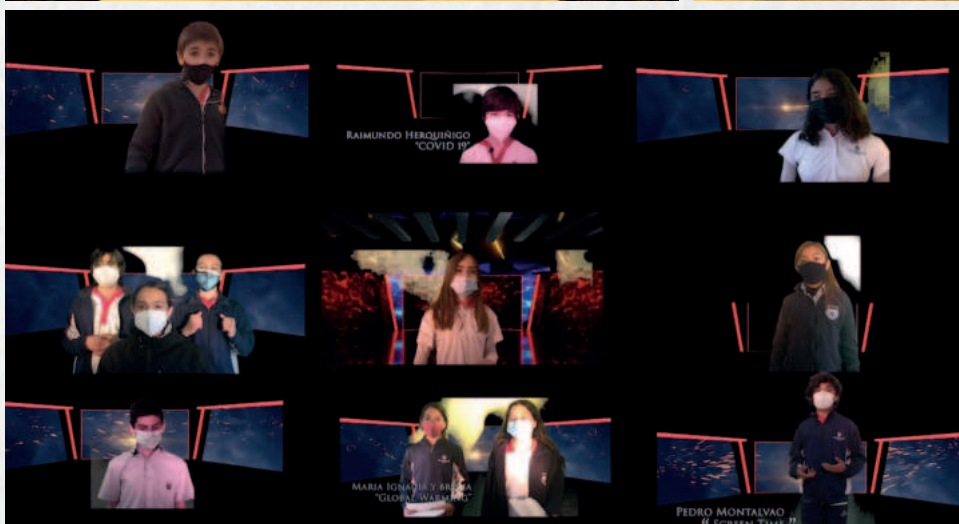 RAIMUNDO HERQUIÑIGO
"COVID 19"
MARIA IGNACIA Y
"GLOBAL WARMING"
PEDRO MONTALVAO
"SCREEN TIME"